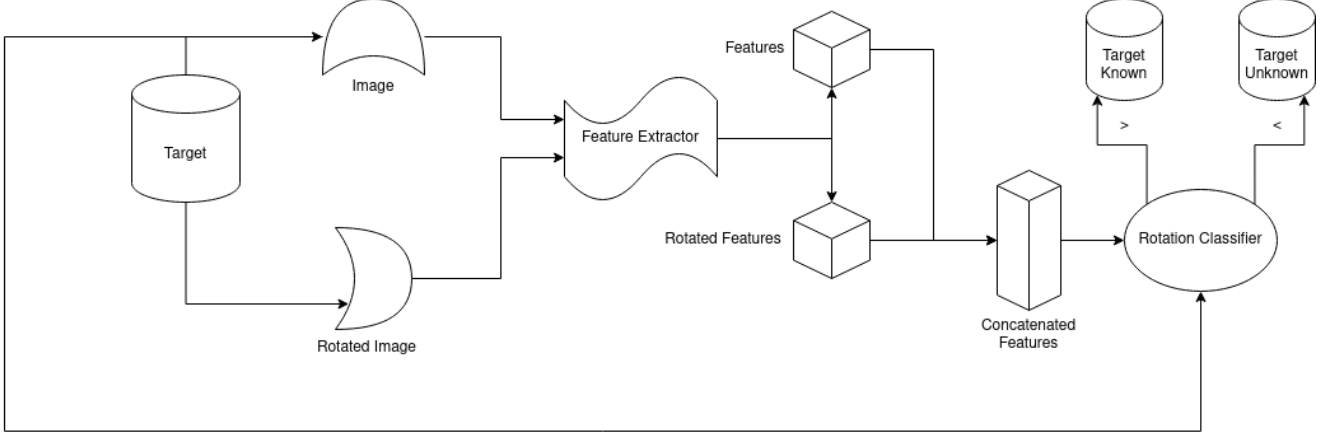 Image
Target
Rotated Image
Feature Extractor
Features
Rotated Features
Concatenated
Features
Rotation Classifier
>
<
Target
Known
Target
Unknown